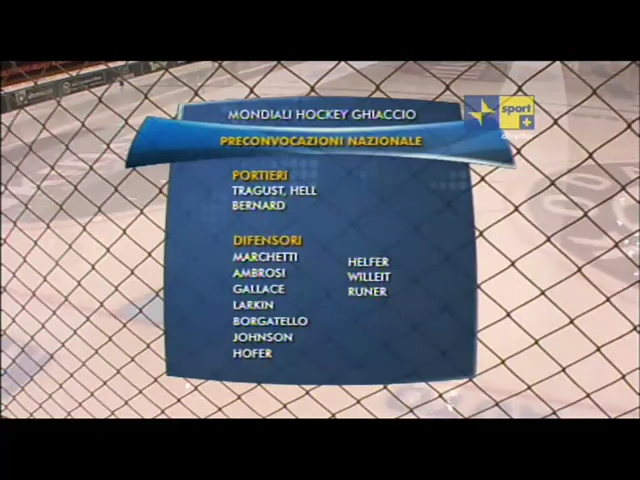 MONDIALI HOCKEY GHIACCIO
sport
+
diretta
PRECONVOCAZIONI NAZIONALE
PORTIERI
TRAGUST, HELL
BERNARD
DIFENSORI
MARCHETTI
AMBROSI
GALLACE
LARKIN
BORGATELLO
JOHNSON
HOFER
HELFER
WILLEIT
RUNER